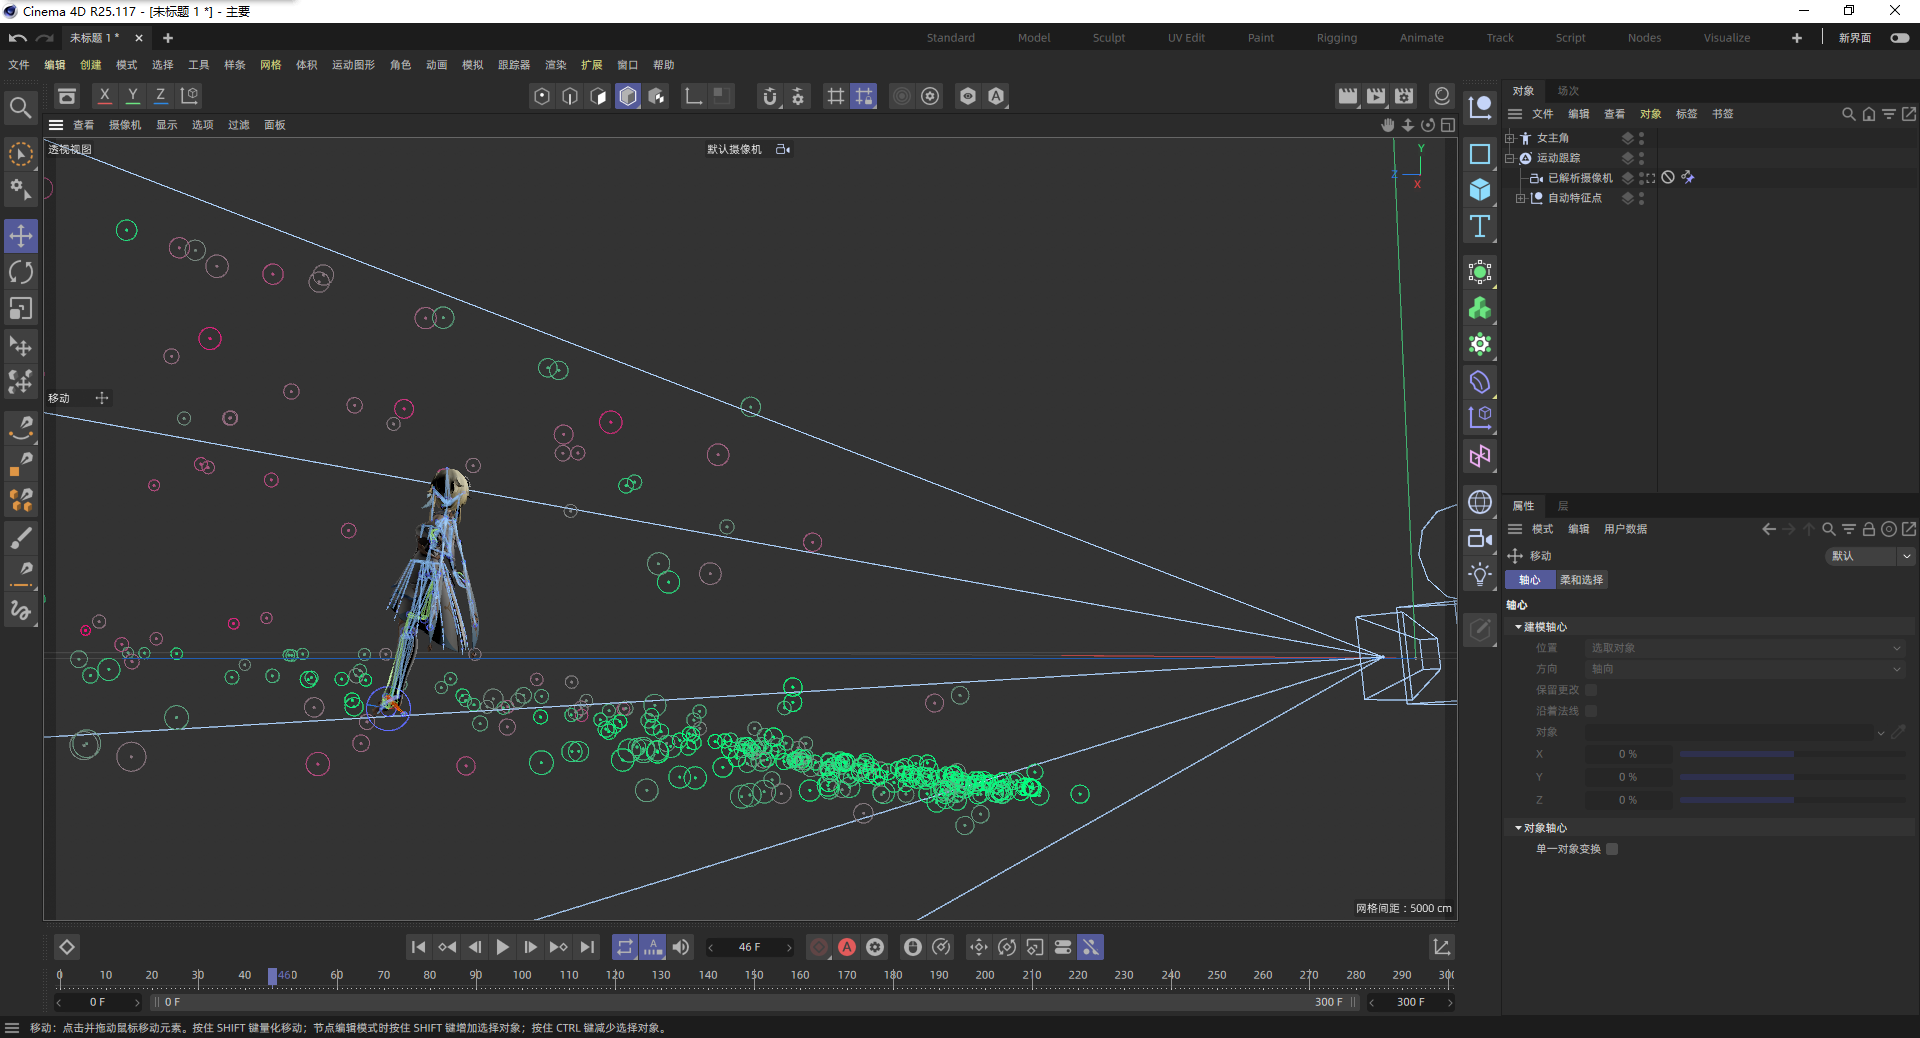 Cinema 4D R25.117 - [未标题 1 *] - 主要
未标题 1 *
Standard Model Sculpt UV Edit Paint Rigging Animate Track Script Nodes Visualize 新界面
文件 编辑 创建 模式 选择 工具 样条 网格 体积 运动图形 角色 动画 模拟 跟踪器 渲染 扩展 窗口 帮助
X Y Z
查看 摄像机 显示 选项 过滤 面板
透视视图
默认摄像机
Y
Z
X
移动
网格间距 : 5000 cm
对象 场次
文件 编辑 查看 对象 标签 书签
女主角
运动跟踪
已解析摄像机
自动特征点
属性 层
模式 编辑 用户数据
移动 默认
轴心 柔和选择
轴心
建模轴心
位置 选取对象
方向 轴向
保留更改
沿着法线
对象
X 0 %
Y 0 %
Z 0 %
对象轴心
单一对象变换
46 F
0 10 20 30 40 460 60 70 80 90 100 110 120 130 140 150 160 170 180 190 200 210 220 230 240 250 260 270 280 290 300
0 F 0 F 300 F 300 F
移动：点击并拖动鼠标移动元素。按住 SHIFT 键量化移动；节点编辑模式时按住 SHIFT 键增加选择对象；按住 CTRL 键减少选择对象。